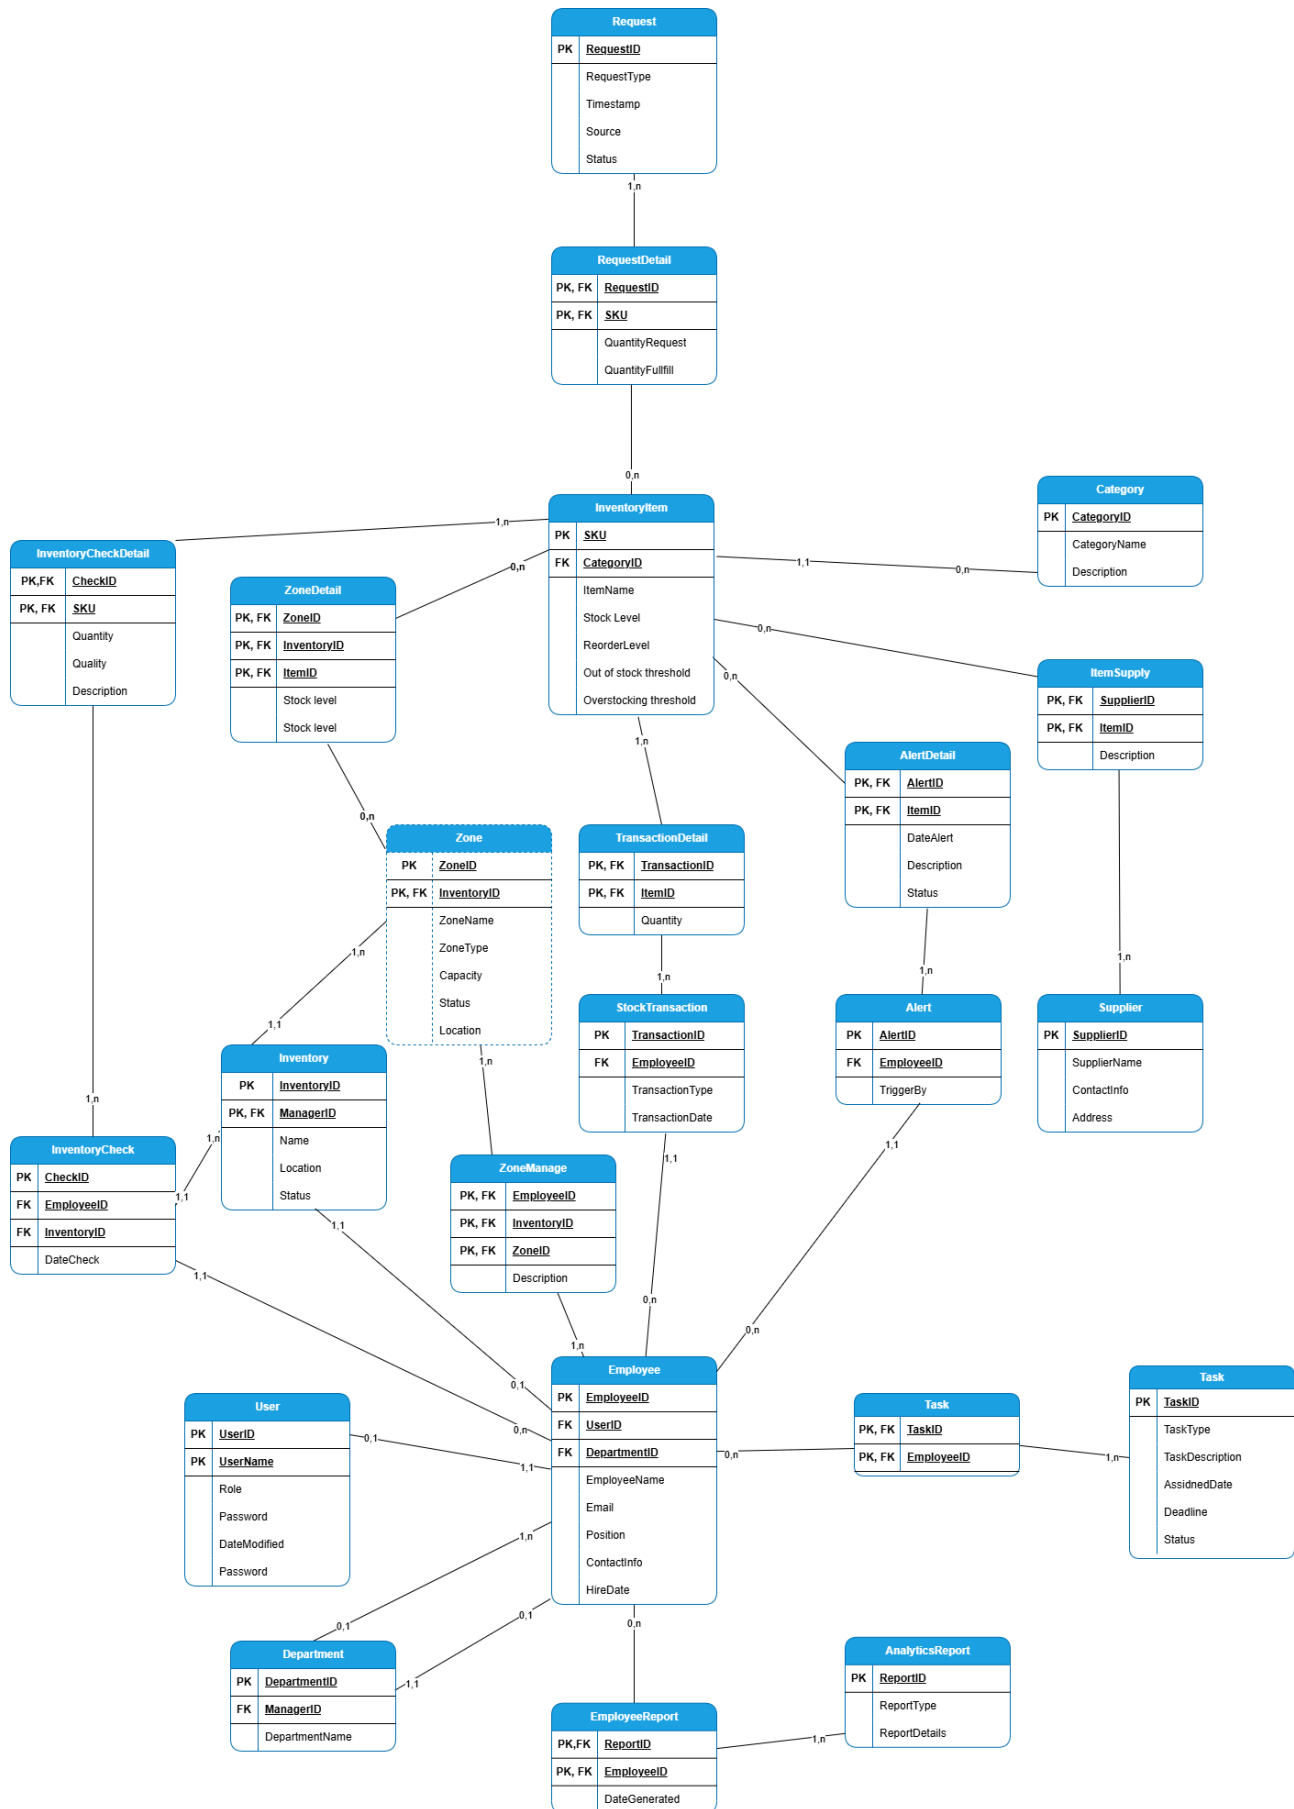 Request
PK RequestID
RequestType
Timestamp
Source
Status
1,n
RequestDetail
PK, FK RequestID
PK, FK SKU
QuantityRequest
QuantityFullfill
0,n
InventoryItem
PK SKU
FK CategoryID
ItemName
Stock Level
ReorderLevel
Out of stock threshold
Overstocking threshold
1,n
0,n
1,1
0,n
0,n
0,n
1,n
Category
PK CategoryID
CategoryName
Description
InventoryCheckDetail
PK,FK CheckID
PK, FK SKU
Quantity
Quality
Description
1,n
ZoneDetail
PK, FK ZoneID
PK, FK InventoryID
PK, FK ItemID
Stock level
Stock level
0,n
ItemSupply
PK, FK SupplierID
PK, FK ItemID
Description
1,n
AlertDetail
PK, FK AlertID
PK, FK ItemID
DateAlert
Description
Status
1,n
Zone
PK ZoneID
PK, FK InventoryID
ZoneName
ZoneType
Capacity
Status
Location
1,n
1,1
1,n
TransactionDetail
PK, FK TransactionID
PK, FK ItemID
Quantity
1,n
StockTransaction
PK TransactionID
FK EmployeeID
TransactionType
TransactionDate
1,1
0,n
Alert
PK AlertID
FK EmployeeID
TriggerBy
1,1
0,n
Supplier
PK SupplierID
SupplierName
ContactInfo
Address
Inventory
PK InventoryID
PK, FK ManagerID
Name
Location
Status
1,n
1,1
1,1
0,1
InventoryCheck
PK CheckID
FK EmployeeID
FK InventoryID
DateCheck
1,1
0,n
ZoneManage
PK, FK EmployeeID
PK, FK InventoryID
PK, FK ZoneID
Description
1,n
Employee
PK EmployeeID
FK UserID
FK DepartmentID
EmployeeName
Email
Position
ContactInfo
HireDate
0,n
1,n
0,1
0,n
User
PK UserID
PK UserName
Role
Password
DateModified
Password
0,1
1,1
Task
PK, FK TaskID
PK, FK EmployeeID
1,n
Task
PK TaskID
TaskType
TaskDescription
AssidnedDate
Deadline
Status
0,1
1,1
Department
PK DepartmentID
FK ManagerID
DepartmentName
EmployeeReport
PK,FK ReportID
PK, FK EmployeeID
DateGenerated
1,n
AnalyticsReport
PK ReportID
ReportType
ReportDetails